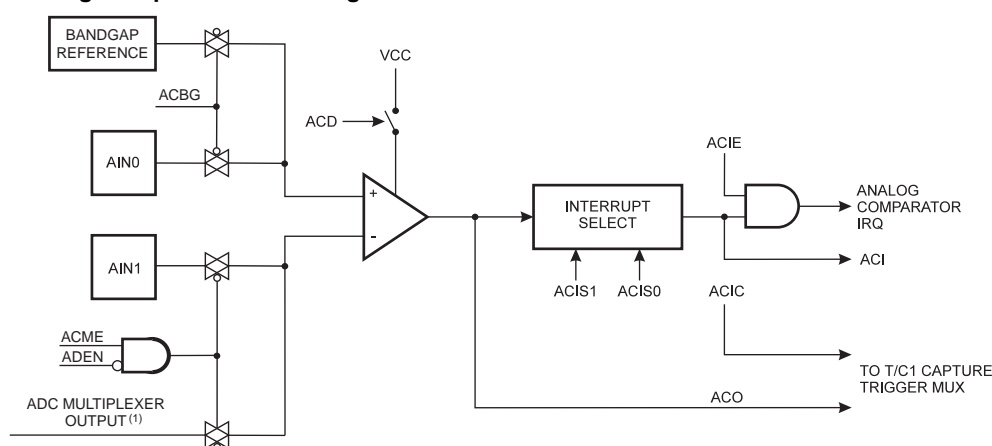 BANDGAP
REFERENCE
VCC
ACBG
ACD
AIN0
ACIE
+
-
INTERRUPT
SELECT
ANALOG
COMPARATOR
IRQ
AIN1
ACI
ACIS1 ACIS0 ACIC
ACME
ADEN
TO T/C1 CAPTURE
TRIGGER MUX
ADC MULTIPLEXER
OUTPUT (1)
ACO